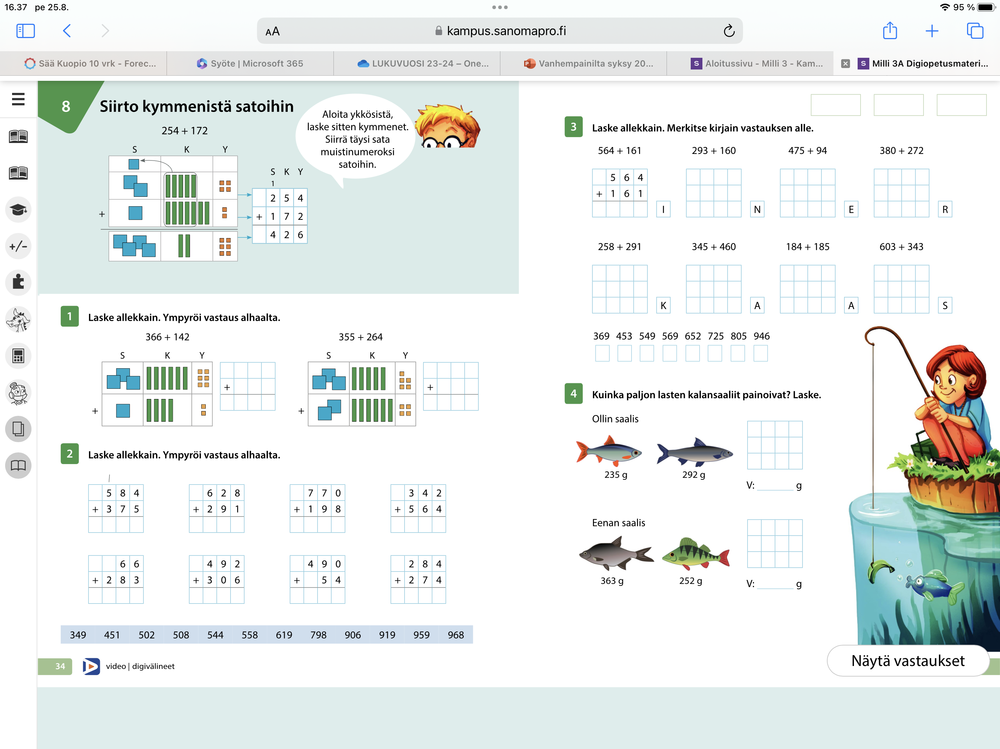 16.37 pe 25.8.
95 %
AA
kampus.sanomapro.fi
Sää Kuopio 10 vrk - Forec...
Syöte | Microsoft 365
LUKUVUOSI 23-24 – One...
Vanhempainilta syksy 20...
Aloitussivu - Milli 3 - Kam...
Milli 3A Digiopetusmateri...
8
Siirto kymmenistä satoihin
254 + 172
S K Y
+
S K Y
1
2 5 4
+ 1 7 2
4 2 6
Aloita ykkösistä,
laske sitten kymmenet.
Siirrä täysi sata
muistinumeroksi
satoihin.
+/−
1 Laske allekkain. Ympyröi vastaus alhaalta.
366 + 142
S K Y
+
+
355 + 264
S K Y
+
+
2 Laske allekkain. Ympyröi vastaus alhaalta.
5 8 4
+ 3 7 5
6 2 8
+ 2 9 1
7 7 0
+ 1 9 8
3 4 2
+ 5 6 4
6 6
+ 2 8 3
4 9 2
+ 3 0 6
4 9 0
+ 5 4
2 8 4
+ 2 7 4
349 451 502 508 544 558 619 798 906 919 959 968
34
video | digivälineet
3 Laske allekkain. Merkitse kirjain vastauksen alle.
564 + 161 293 + 160 475 + 94 380 + 272
5 6 4
+ 1 6 1
I N E R
258 + 291 345 + 460 184 + 185 603 + 343
K A A S
369 453 549 569 652 725 805 946
4 Kuinka paljon lasten kalansaaliit painoivat? Laske.
Ollin saalis
235 g 292 g
V: ______ g
Eenan saalis
363 g 252 g
V: ______ g
Näytä vastaukset